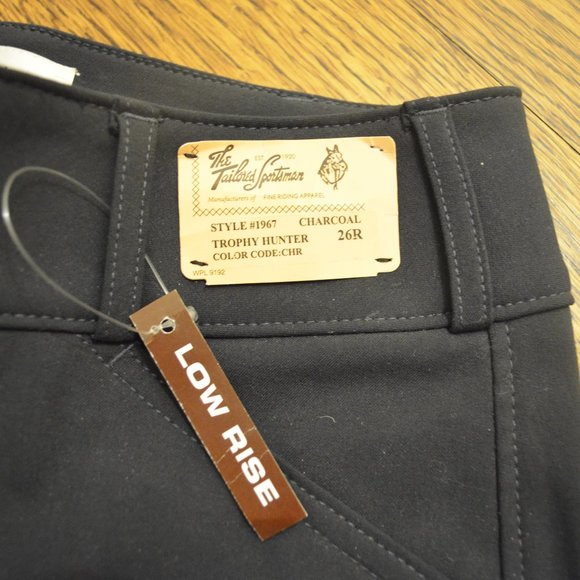 The
EST 1920
Tailored Sportsman
Manufacturers of FINE RIDING APPAREL
STYLE #1967 CHARCOAL
TROPHY HUNTER 26R
COLOR CODE:CHR
WPL 9192
LOW RISE